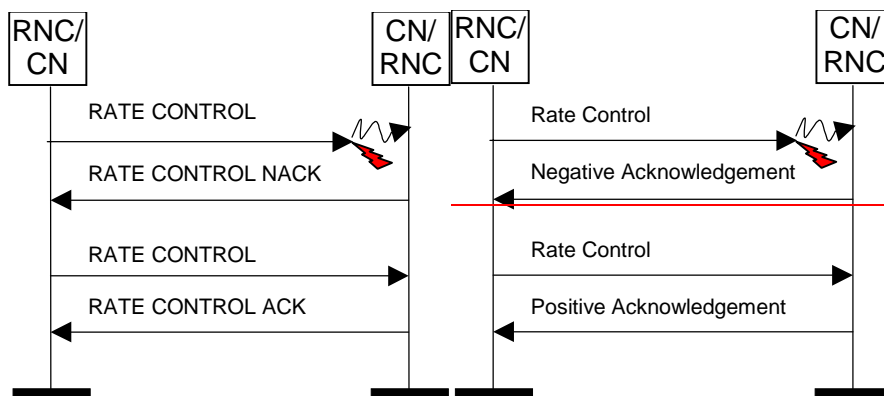 RNC/
CN
CN/
RNC
RATE CONTROL
RATE CONTROL NACK
RATE CONTROL
RATE CONTROL ACK
RNC/
CN
CN/
RNC
Rate Control
Negative Acknowledgement
Rate Control
Positive Acknowledgement